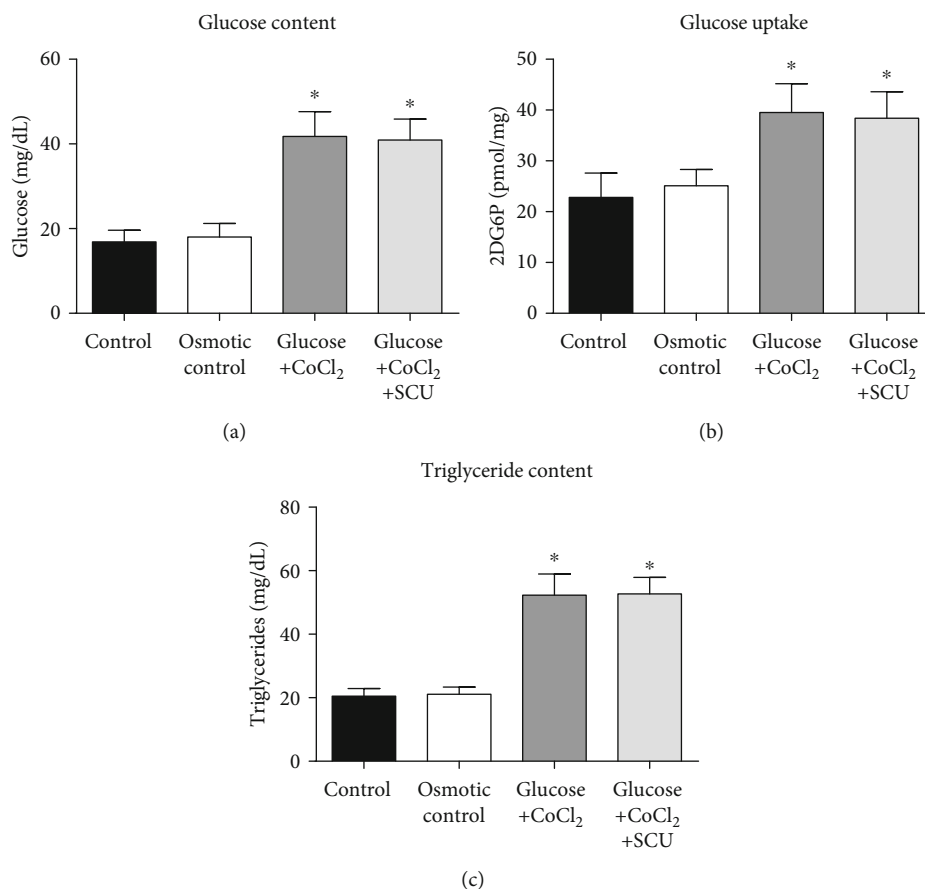 Glucose content
Glucose (mg/dL)
60
40
20
0
*
*
Control
Osmotic
control
Glucose
+CoCl₂
Glucose
+CoCl₂
+SCU
(a)
Glucose uptake
2DG6P (pmol/mg)
50
40
30
20
10
0
*
*
Control
Osmotic
control
Glucose
+CoCl₂
Glucose
+CoCl₂
+SCU
(b)
Triglyceride content
Triglycerides (mg/dL)
80
60
40
20
0
*
*
Control
Osmotic
control
Glucose
+CoCl₂
Glucose
+CoCl₂
+SCU
(c)